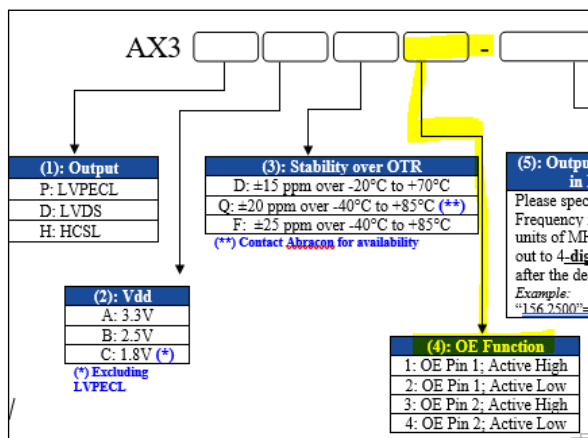 AX3 -
(1): Output
P: LVPECL
D: LVDS
H: HCSL
(2): Vdd
A: 3.3V
B: 2.5V
C: 1.8V (*)
(*) Excluding
LVPECL
(3): Stability over OTR
D: ±15 ppm over -20°C to +70°C
Q: ±20 ppm over -40°C to +85°C (**)
F: ±25 ppm over -40°C to +85°C
(**) Contact Abracon for availability
(4): OE Function
1: OE Pin 1; Active High
2: OE Pin 1; Active Low
3: OE Pin 2; Active High
4: OE Pin 2; Active Low
(5): Outpu
in
Please spec
Frequency
units of MH
out to 4-dig
after the de
Example:
"156.2500"=